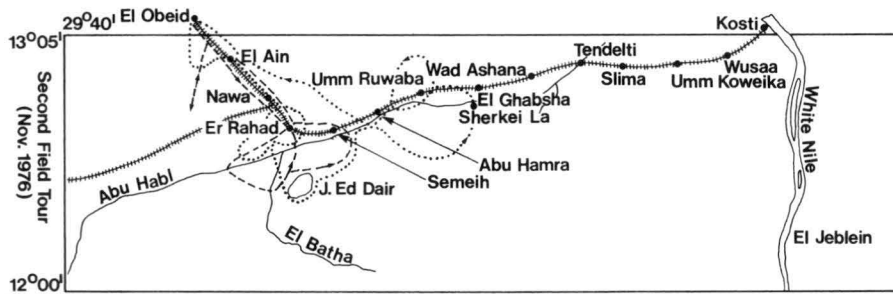 El Obeid
29°40'
Kosti
13°05'
El Ain
Tendelti
Umm Ruwaba
Wad Ashana
Wusaa
Slima
Umm Koweika
Nawa
El Ghabsha
Sherkei La
Er Rahad
White Nile
Second Field Tour
(Nov. 1976)
Abu Hamra
Semeih
Abu Habl
J. Ed Dair
El Batha
El Jeblein
12°00'